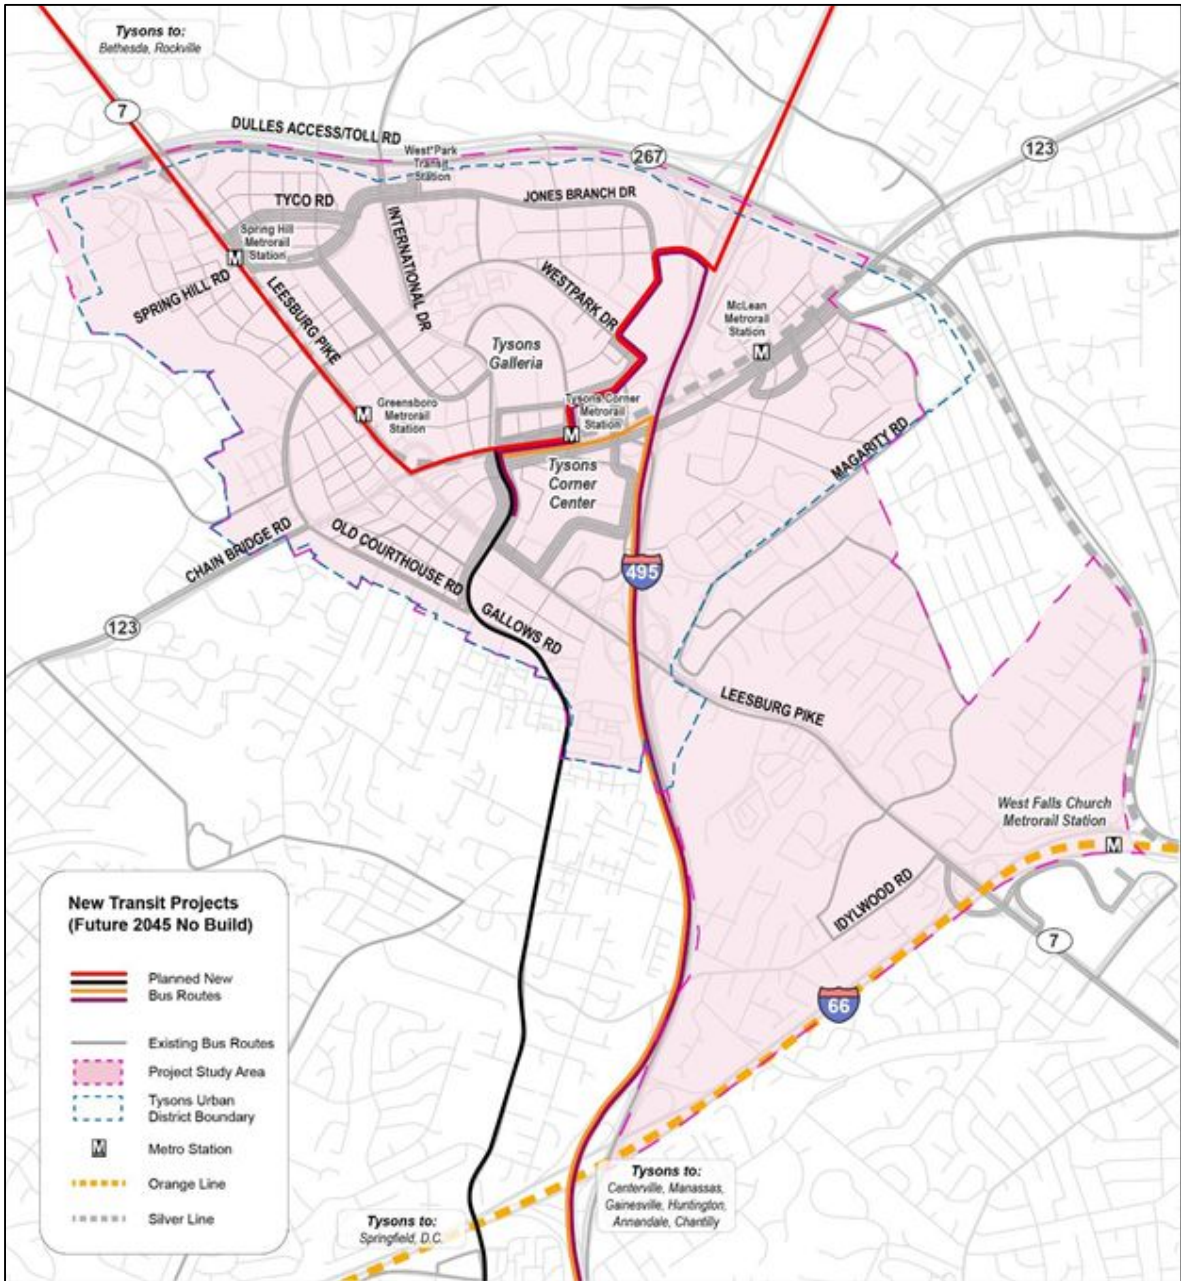 Tysons to:
Bethesda, Rockville
7
DULLES ACCESS/TOLL RD
West*Park
Transit
Station
267
123
TYCO RD
JONES BRANCH DR
INTERNATIONAL DR
Spring Hill
Metrorail
Station
M
SPRING HILL RD
LEESBURG PIKE
WESTPARK DR
McLean
Metrorail
Station
M
Tysons
Galleria
Greensboro
Metrorail
Station
M
Tysons Corner
Metrorail
Station
M
MAGARITY RD
Tysons
Corner
Center
OLD COURTHOUSE RD
CHAIN BRIDGE RD
495
GALLOWS RD
123
LEESBURG PIKE
West Falls Church
Metrorail Station
M
IDYLWOOD RD
7
66
New Transit Projects
(Future 2045 No Build)
Planned New
Bus Routes
Existing Bus Routes
Project Study Area
Tysons Urban
District Boundary
M
Metro Station
Orange Line
Silver Line
Tysons to:
Centerville, Manassas,
Gainesville, Huntington,
Annandale, Chantilly
Tysons to:
Springfield, D.C.